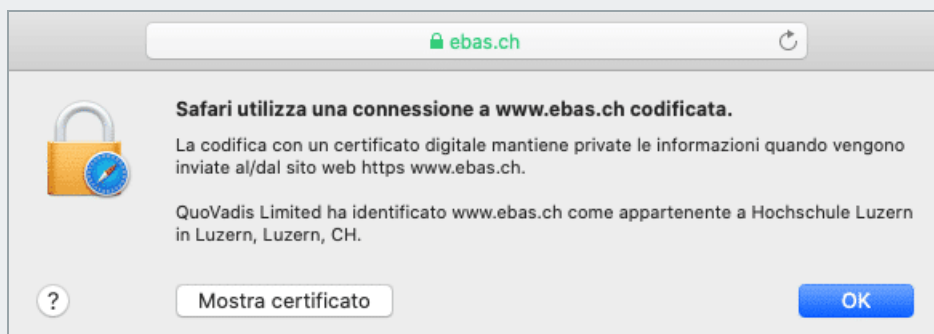 ebas.ch
Safari utilizza una connessione a www.ebas.ch codificata.
La codifica con un certificato digitale mantiene private le informazioni quando vengono
inviate al/dal sito web https www.ebas.ch.
QuoVadis Limited ha identificato www.ebas.ch come appartenente a Hochschule Luzern
in Luzern, Luzern, CH.
? Mostra certificato OK